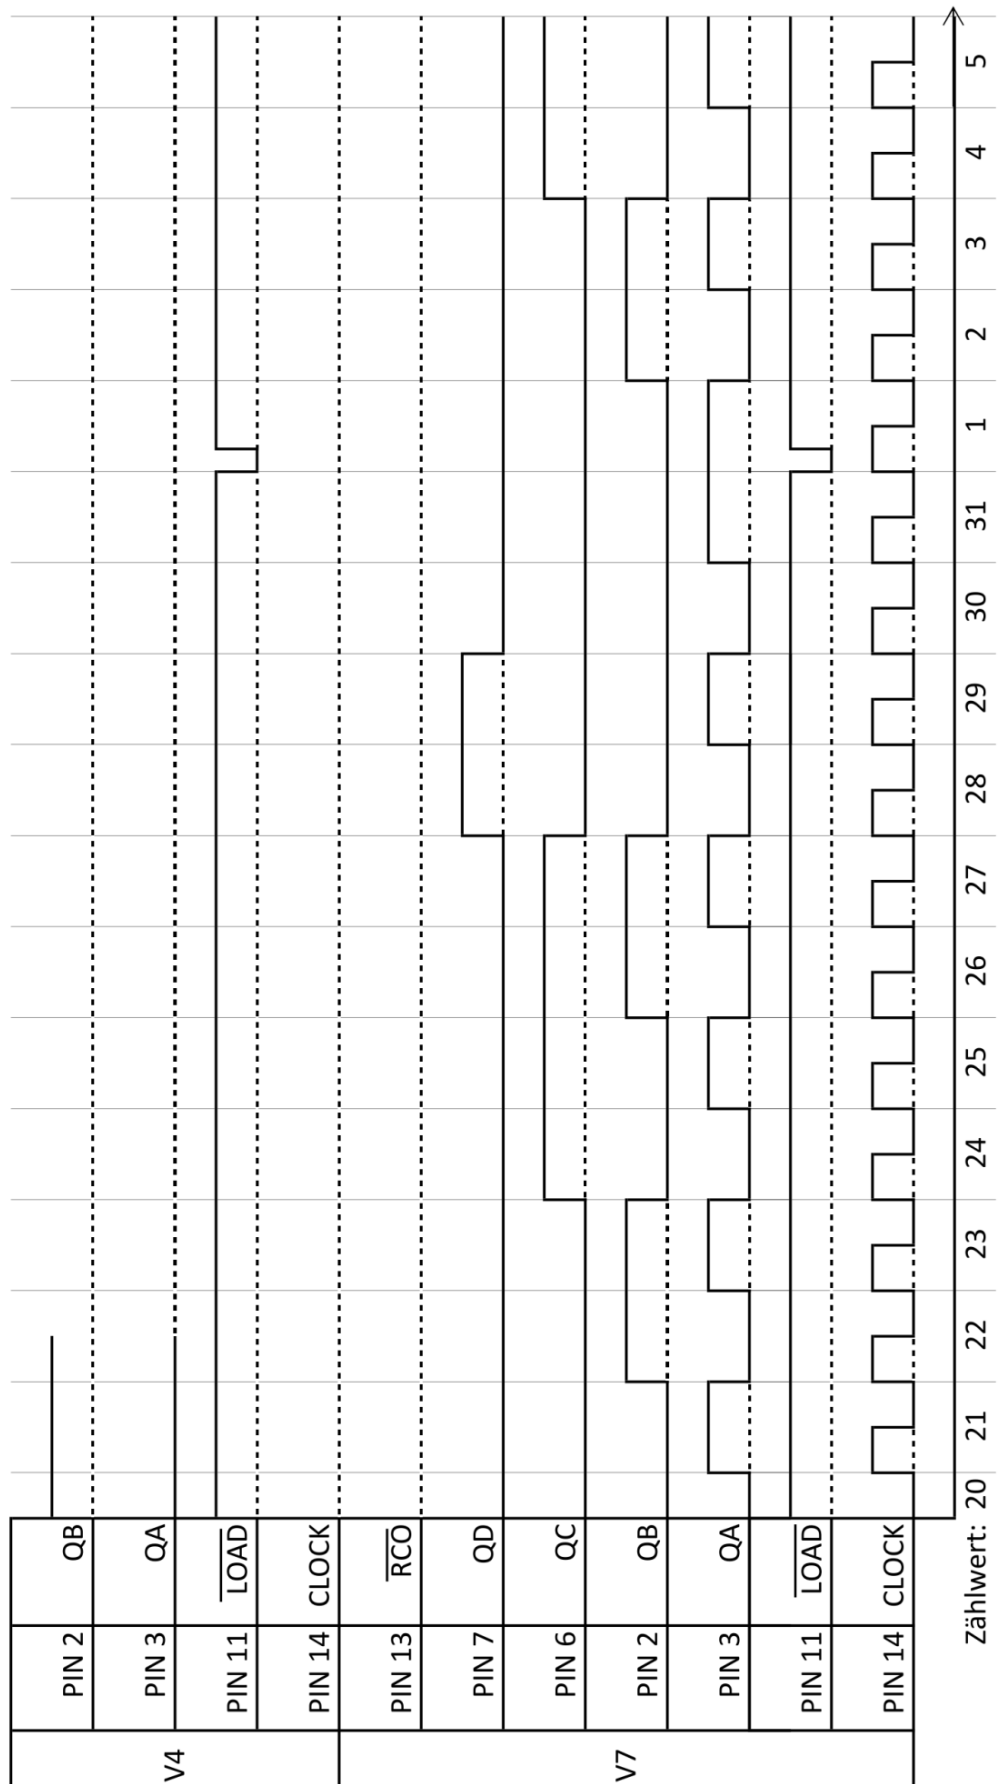 V4
PIN 2 QB
PIN 3 QA
PIN 11 LOAD
PIN 14 CLOCK
V7
PIN 13 RCO
PIN 7 QD
PIN 6 QC
PIN 2 QB
PIN 3 QA
PIN 11 LOAD
PIN 14 CLOCK
Zählwert: 20 21 22 23 24 25 26 27 28 29 30 31 1 2 3 4 5